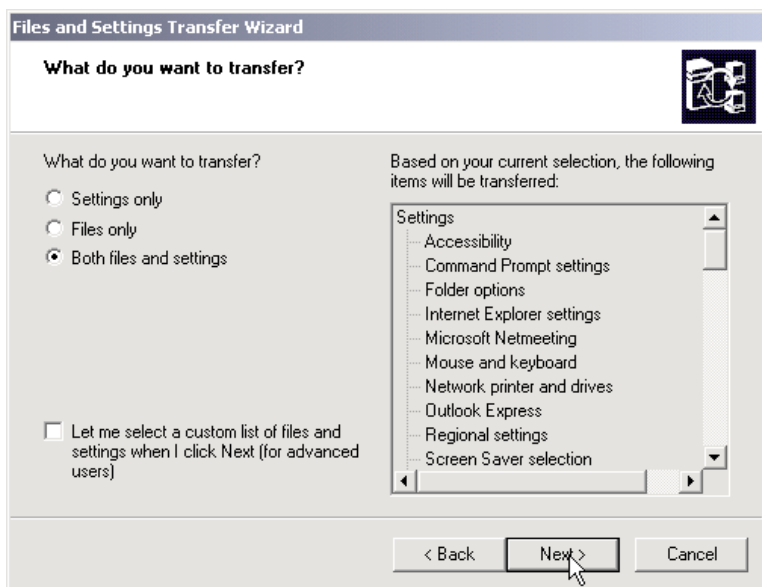 Files and Settings Transfer Wizard
What do you want to transfer?
What do you want to transfer?
Settings only
Files only
Both files and settings
Let me select a custom list of files and
settings when I click Next (for advanced
users)
Based on your current selection, the following
items will be transferred:
Settings
Accessibility
Command Prompt settings
Folder options
Internet Explorer settings
Microsoft Netmeeting
Mouse and keyboard
Network printer and drives
Outlook Express
Regional settings
Screen Saver selection
< Back
Next >
Cancel